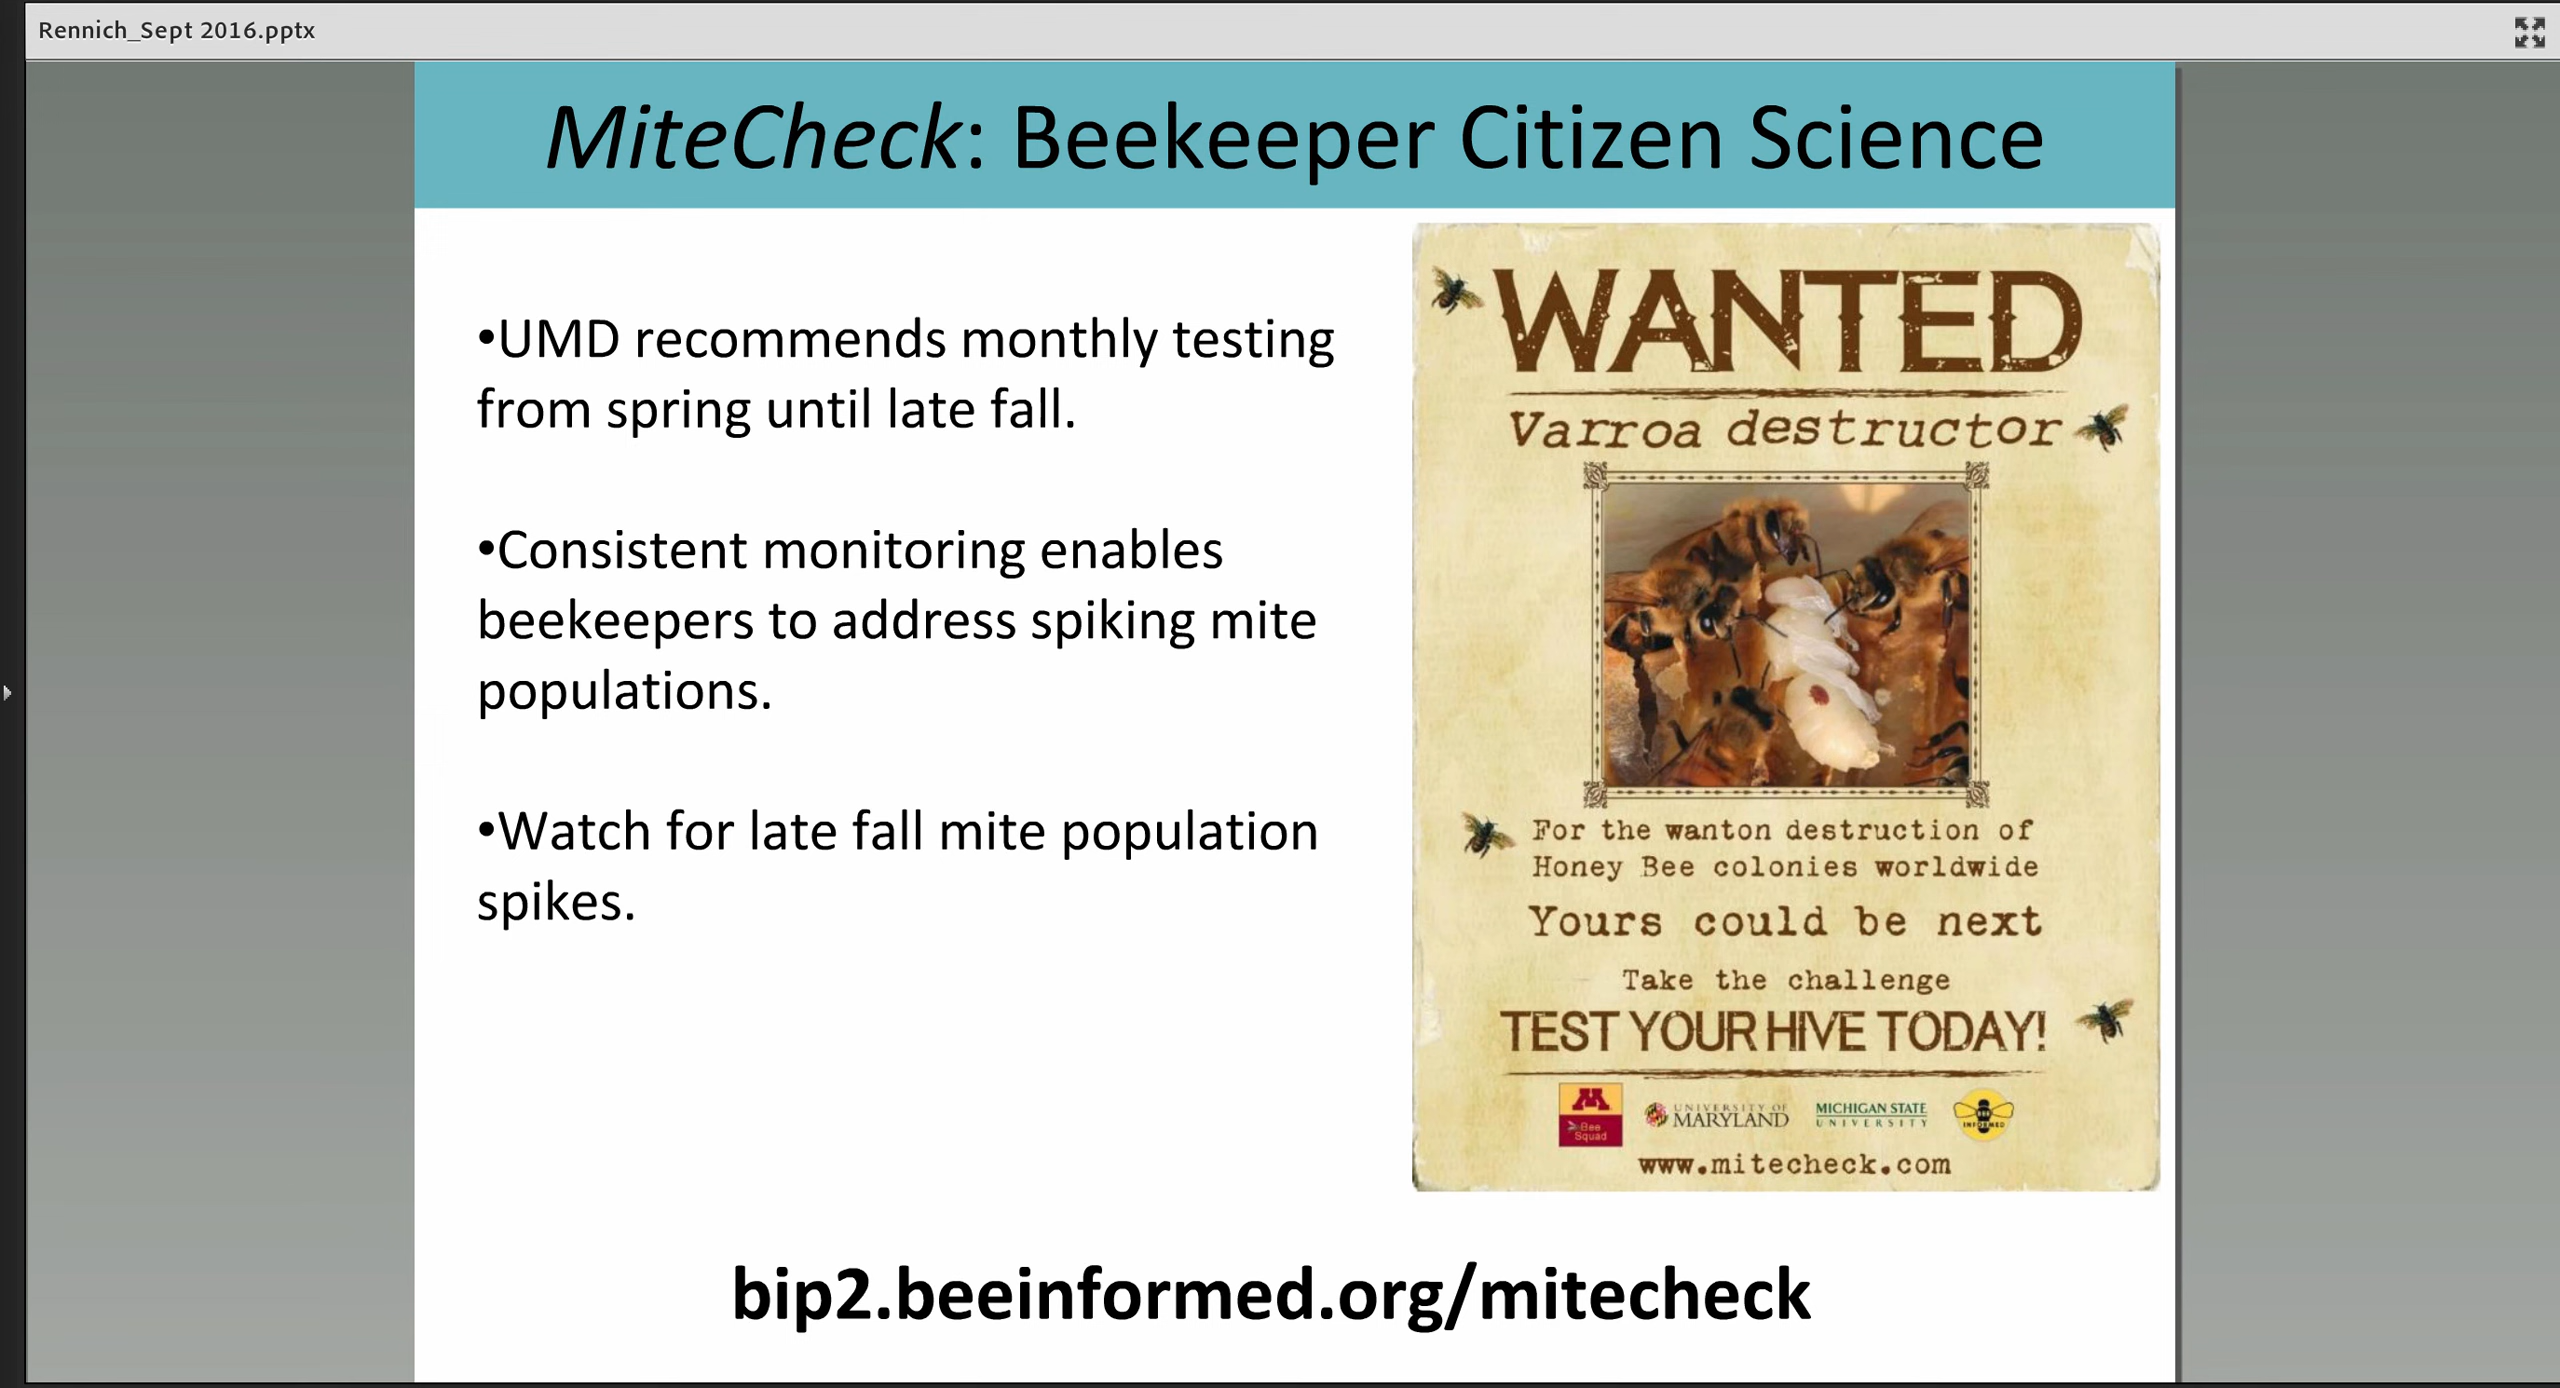 Rennich_Sept 2016.pptx
MiteCheck: Beekeeper Citizen Science
•UMD recommends monthly testing
from spring until late fall.
•Consistent monitoring enables
beekeepers to address spiking mite
populations.
•Watch for late fall mite population
spikes.
WANTED
Varroa destructor
For the wanton destruction of
Honey Bee colonies worldwide
Yours could be next
Take the challenge
TEST YOUR HIVE TODAY!
M
Bee
Squad
UNIVERSITY OF
MARYLAND
MICHIGAN STATE
UNIVERSITY
BEE
INFORMED
www.mitecheck.com
bip2.beeinformed.org/mitecheck